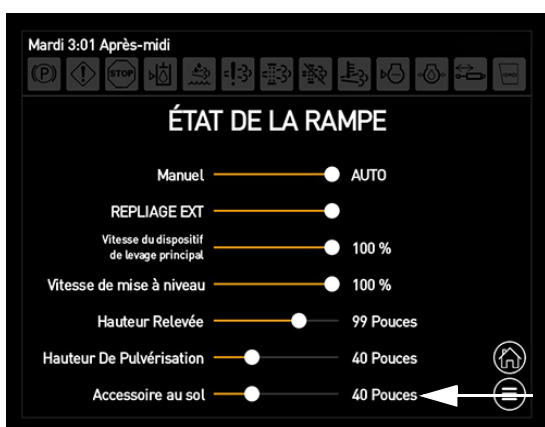 Mardi 3:01 Après-midi
(P) STOP
ÉTAT DE LA RAMPE
Manuel AUTO
REPLIAGE EXT
Vitesse du dispositif
de levage principal 100 %
Vitesse de mise à niveau 100 %
Hauteur Relevée 99 Pouces
Hauteur De Pulvérisation 40 Pouces
Accessoire au sol 40 Pouces